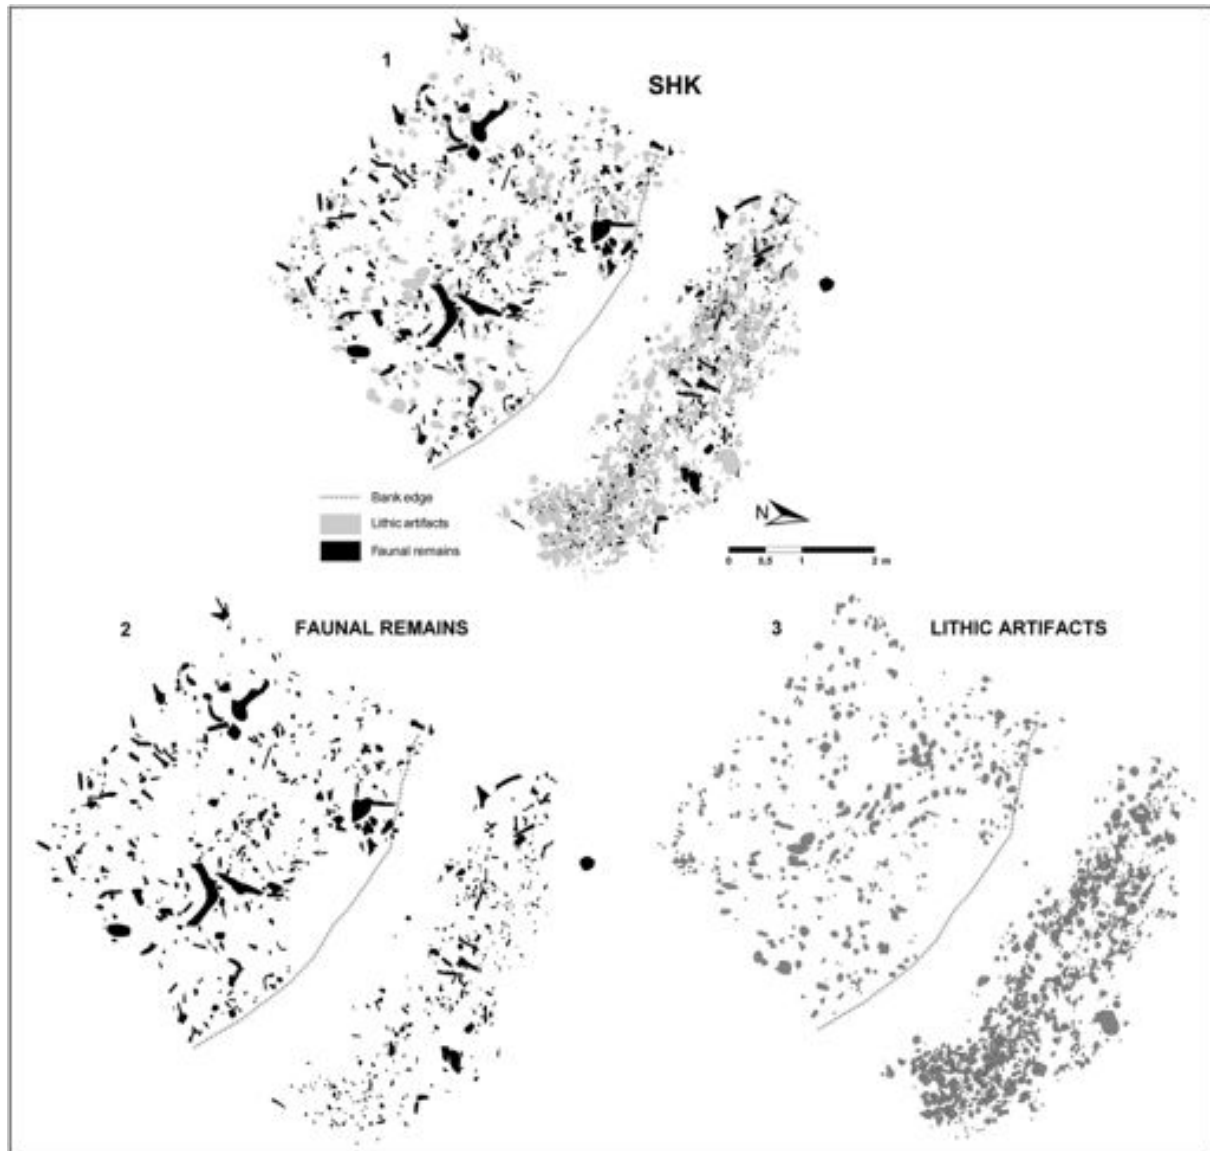 1
SHK
Bank edge
Lithic artifacts
Faunal remains
N
0 0,5 1 2 m
2 FAUNAL REMAINS
3 LITHIC ARTIFACTS